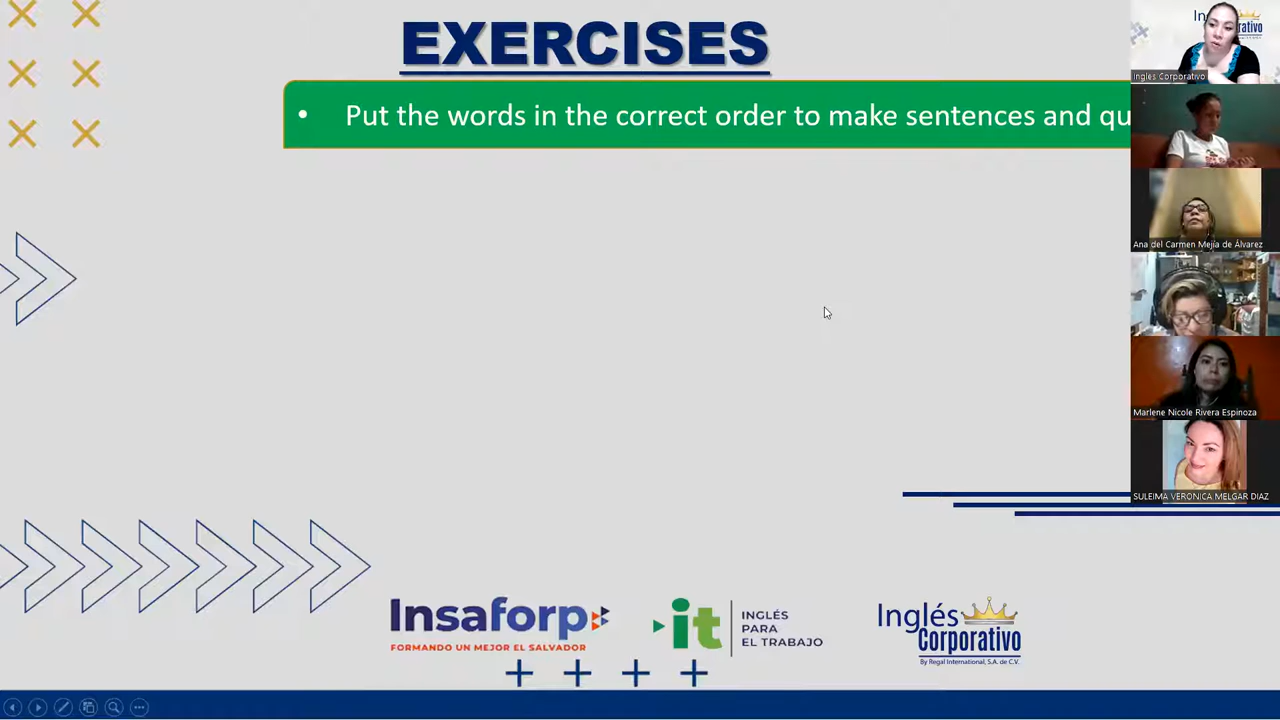 EXERCISES
• Put the words in the correct order to make sentences and qu
Inglés Corporativo
Ana del Carmen Mejía de Álvarez
Marlene Nicole Rivera Espinoza
SULEIMA VERONICA MELGAR DIAZ
Insaforp
FORMANDO UN MEJOR EL SALVADOR
it
INGLÉS
PARA
EL TRABAJO
Inglés
Corporativo
By Regal International, S.A. de C.V.